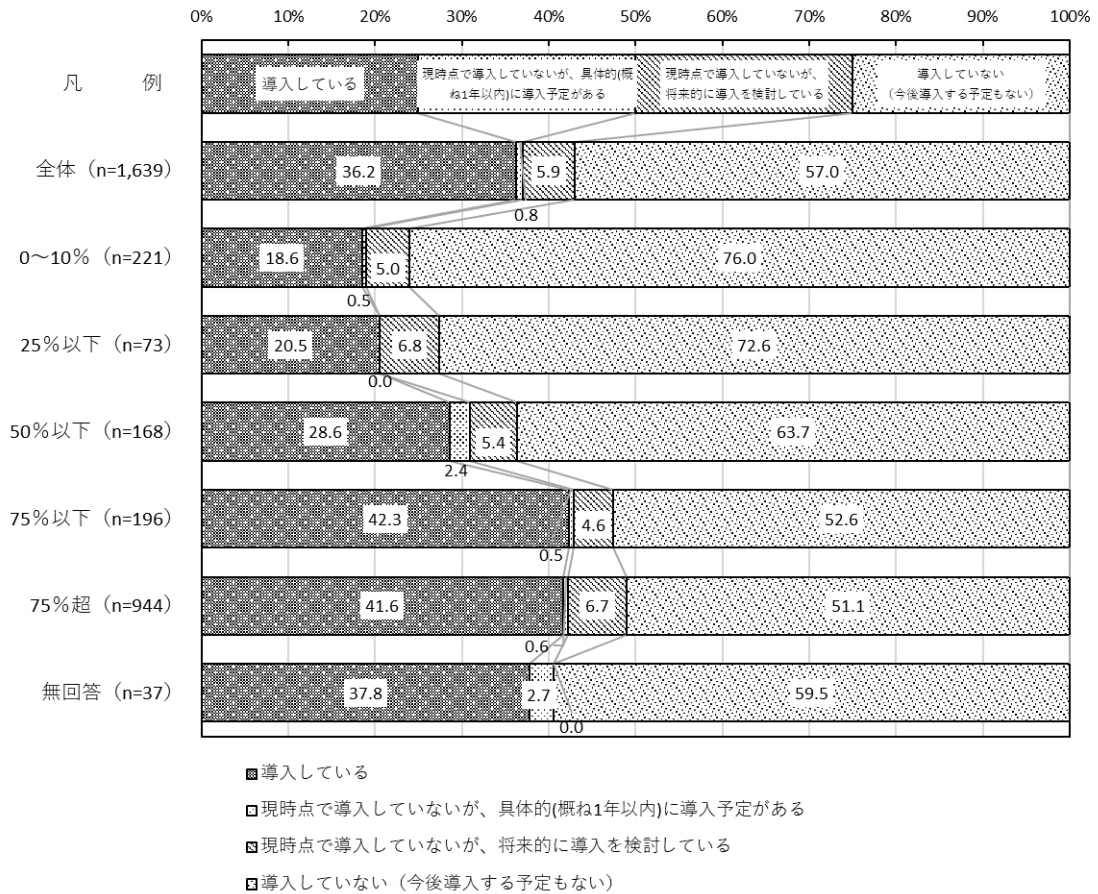 0% 10% 20% 30% 40% 50% 60% 70% 80% 90% 100%
凡　　例
導入している
現時点で導入していないが、具体的(概
ね1年以内)に導入予定がある
現時点で導入していないが、
将来的に導入を検討している
導入していない
（今後導入する予定もない）
全体（n=1,639） 36.2 5.9 57.0
0.8
0～10%（n=221） 18.6 5.0 76.0
0.5
25%以下（n=73） 20.5 6.8 72.6
0.0
50%以下（n=168） 28.6 5.4 63.7
2.4
75%以下（n=196） 42.3 4.6 52.6
0.5
75%超（n=944） 41.6 6.7 51.1
0.6
無回答（n=37） 37.8 2.7 59.5
0.0
導入している
現時点で導入していないが、具体的(概ね1年以内)に導入予定がある
現時点で導入していないが、将来的に導入を検討している
導入していない（今後導入する予定もない）